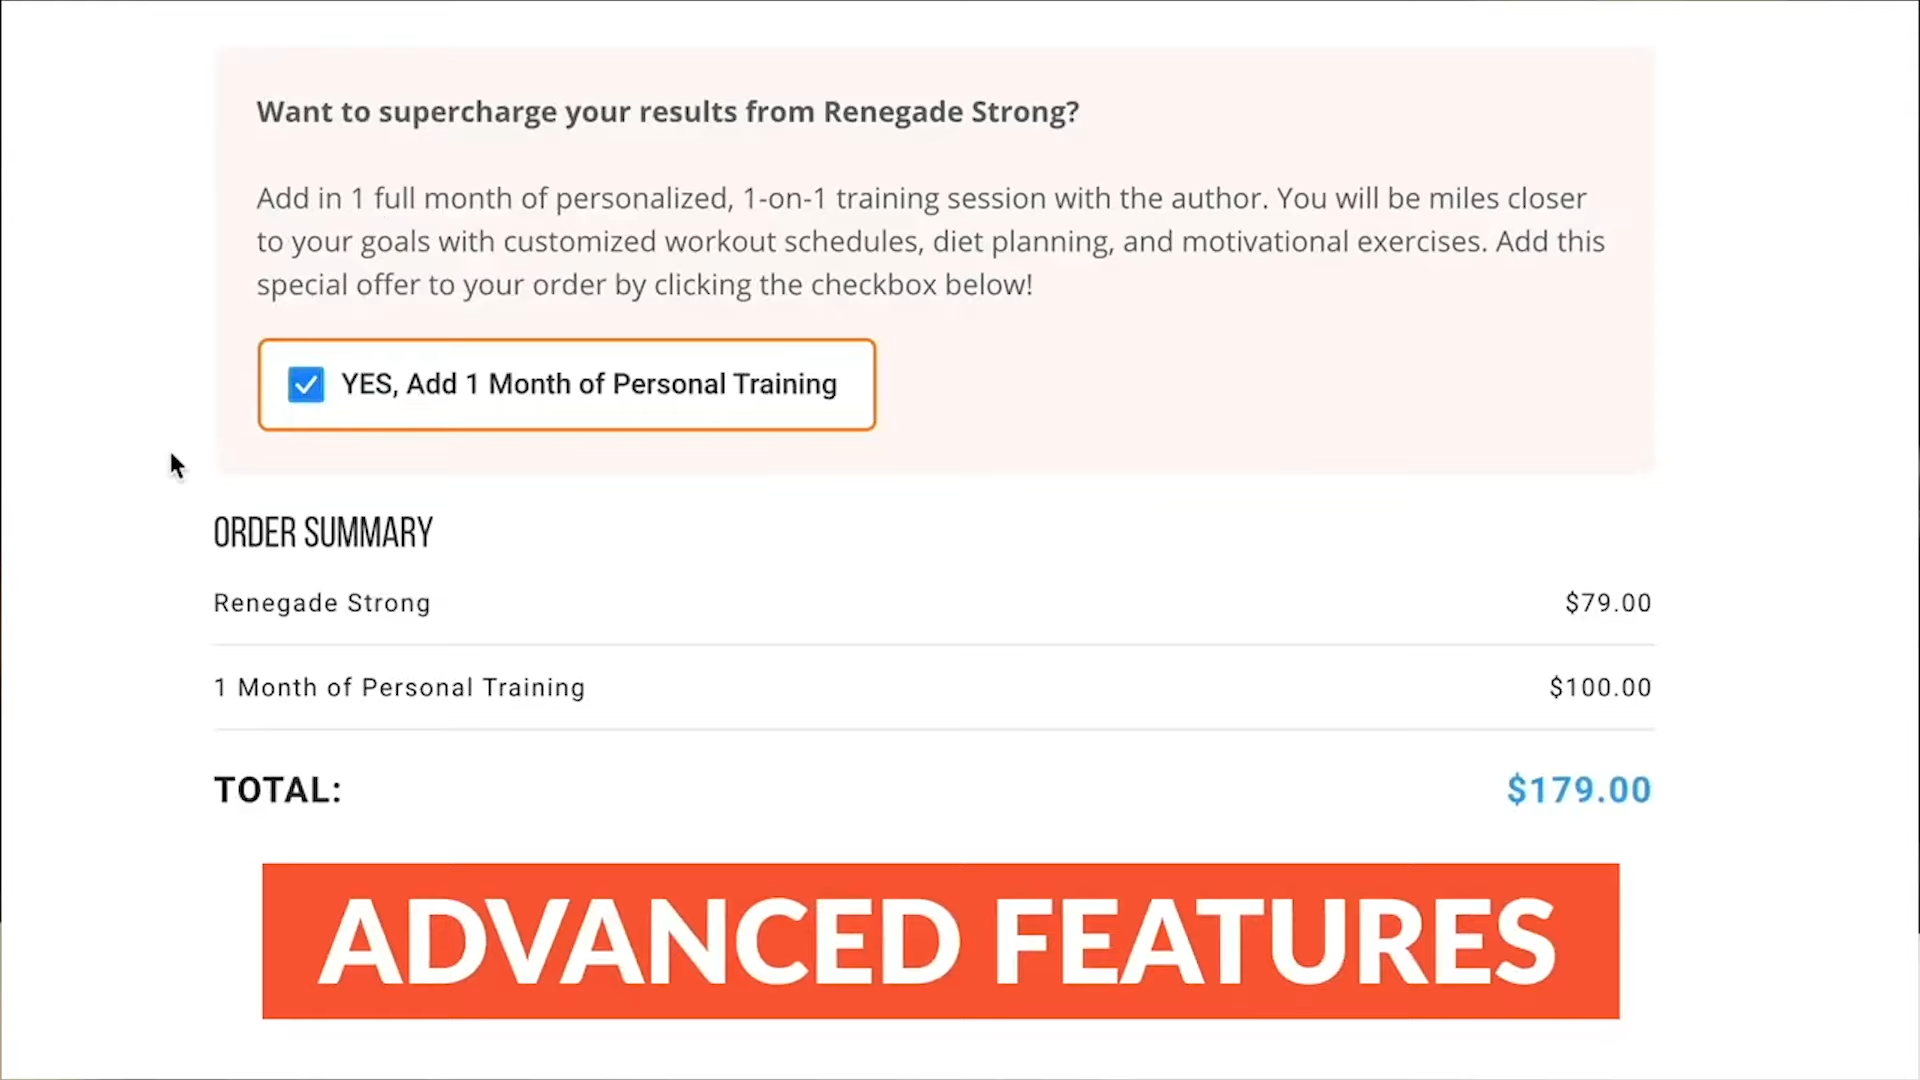 Want to supercharge your results from Renegade Strong?
Add in 1 full month of personalized, 1-on-1 training session with the author. You will be miles closer
to your goals with customized workout schedules, diet planning, and motivational exercises. Add this
special offer to your order by clicking the checkbox below!
YES, Add 1 Month of Personal Training
ORDER SUMMARY
Renegade Strong $79.00
1 Month of Personal Training $100.00
TOTAL: $179.00
ADVANCED FEATURES